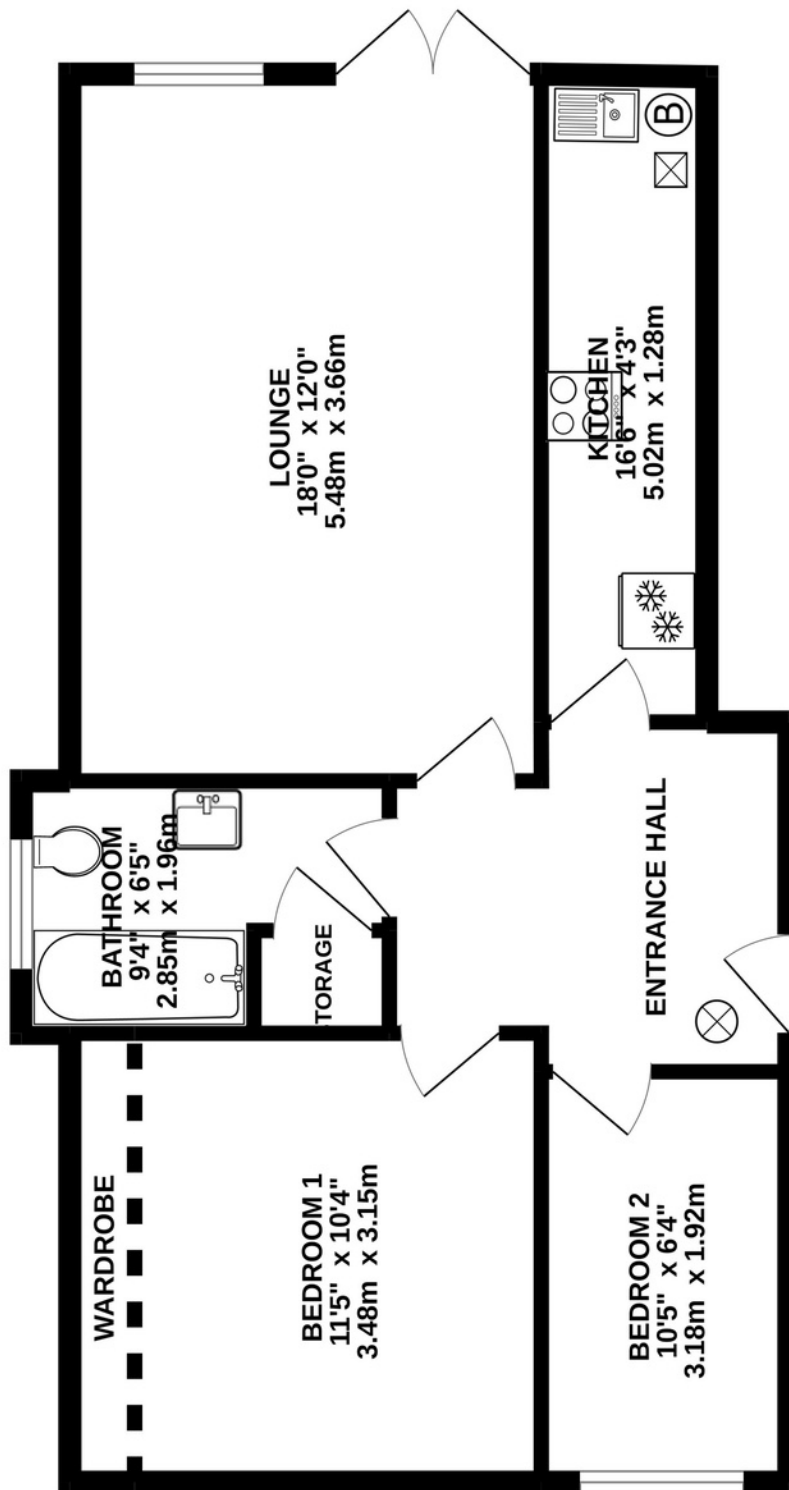 LOUNGE
18'0" x 12'0"
5.48m x 3.66m
B
KITCHEN
16'6" x 4'3"
5.02m x 1.28m
BATHROOM
9'4" x 6'5"
2.85m x 1.96m
TORAGE
ENTRANCE HALL
WARDROBE
BEDROOM 1
11'5" x 10'4"
3.48m x 3.15m
BEDROOM 2
10'5" x 6'4"
3.18m x 1.92m